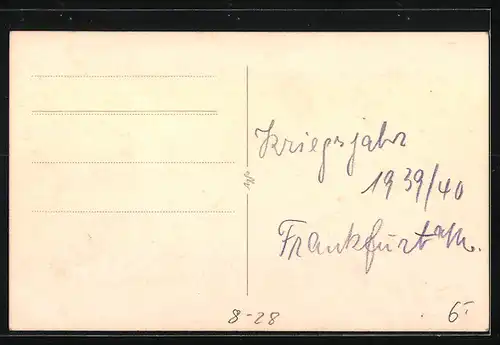 Kriegsjahr
1939/40
Frankfurt a/M.
8-28
6.-